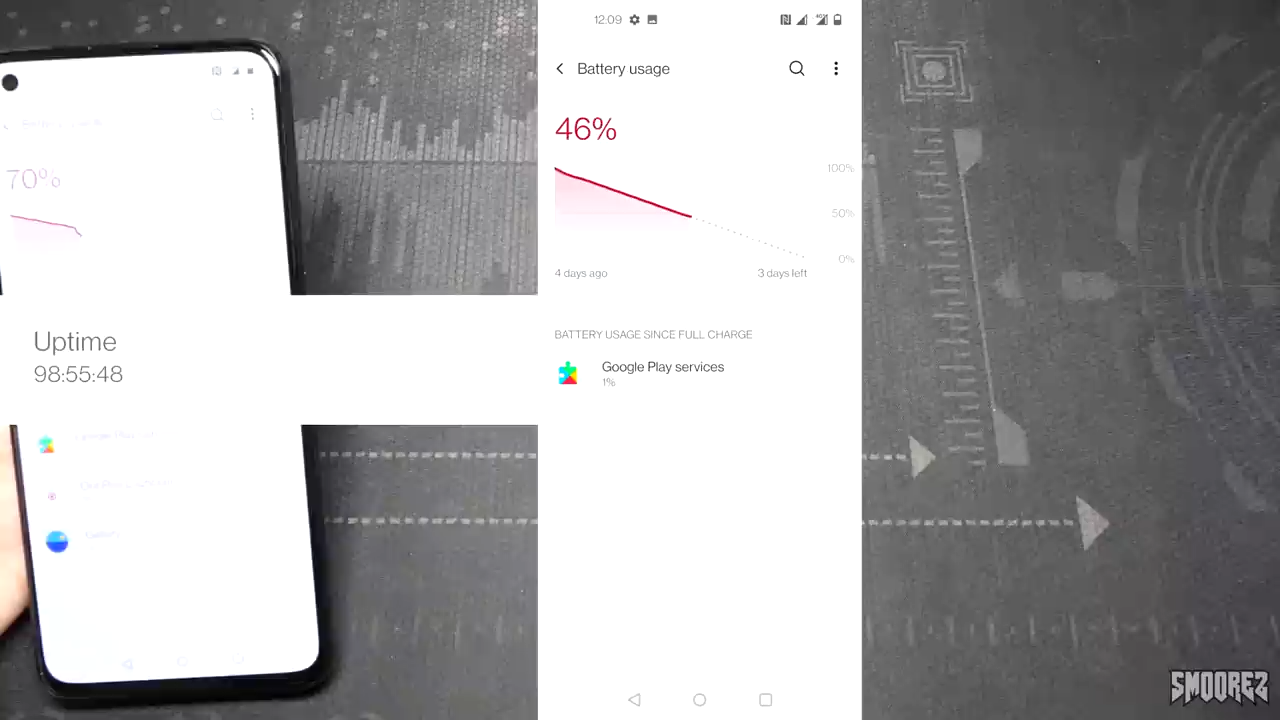 70%
Uptime
98:55:48
12.09
4G
Battery usage
46%
100%
50%
0%
4 days ago
3 days left
BATTERY USAGE SINCE FULL CHARGE
Google Play services
1%
SMOOREZ